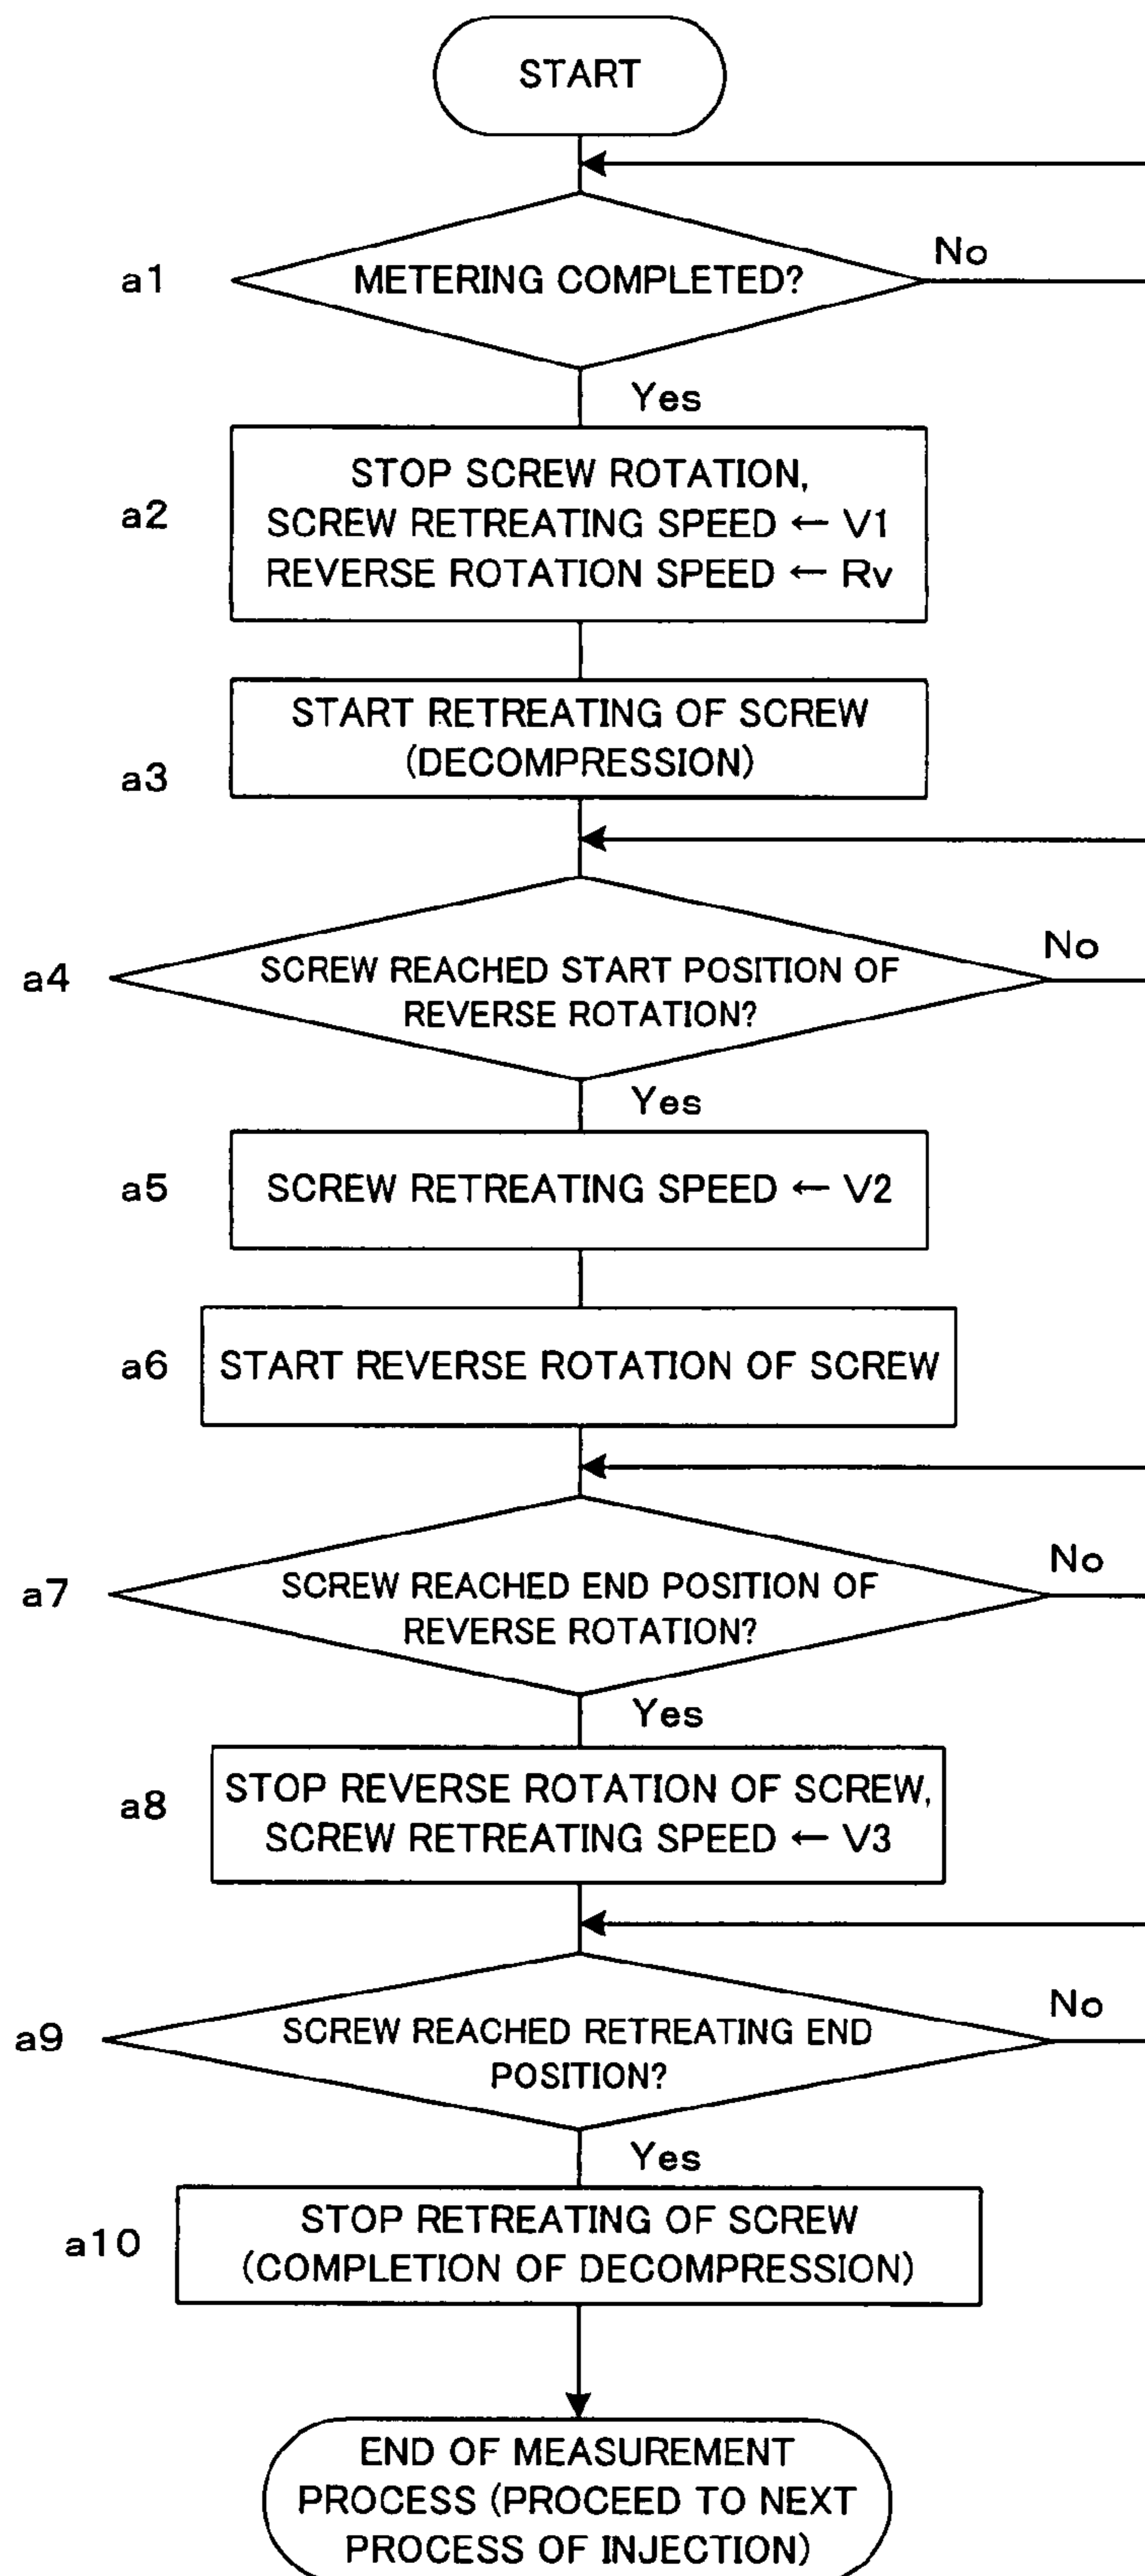 START
a1
METERING COMPLETED?
No
Yes
a2
STOP SCREW ROTATION,
SCREW RETREATING SPEED ← V1
REVERSE ROTATION SPEED ← Rv
START RETREATING OF SCREW
(DECOMPRESSION)
a3
No
a4
SCREW REACHED START POSITION OF
REVERSE ROTATION?
Yes
a5
SCREW RETREATING SPEED ← V2
a6
START REVERSE ROTATION OF SCREW
No
a7
SCREW REACHED END POSITION OF
REVERSE ROTATION?
Yes
a8
STOP REVERSE ROTATION OF SCREW,
SCREW RETREATING SPEED ← V3
No
a9
SCREW REACHED RETREATING END
POSITION?
Yes
a10
STOP RETREATING OF SCREW
(COMPLETION OF DECOMPRESSION)
END OF MEASUREMENT
PROCESS (PROCEED TO NEXT
PROCESS OF INJECTION)